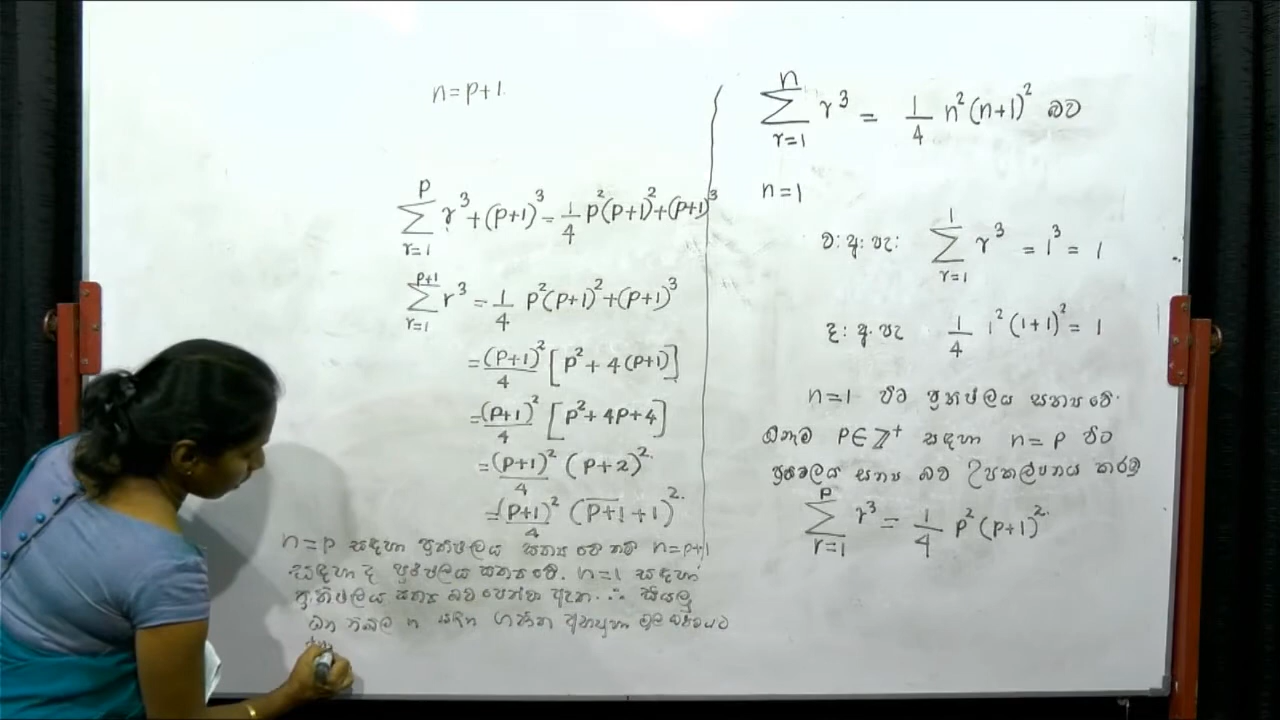 ∑_{r=1}^{n} r³ = 1/4 n²(n+1)² බව
n=1
ව: අ: පැ: ∑_{r=1}^{1} r³ = 1³ = 1
ද: අ. පැ 1/4 1²(1+1)² = 1
n=1 විට ප්‍රතිඵලය සත්‍ය වේ.
ඕනෑම P∈ℤ⁺ සඳහා n=P විට
ප්‍රතිඵලය සත්‍ය බව උපකල්පනය කරමු
∑_{r=1}^{P} r³ = 1/4 P²(P+1)².
n=P+1.
∑_{r=1}^{P} r³+(P+1)³ = 1/4 P²(P+1)²+(P+1)³
∑_{r=1}^{P+1} r³ = 1/4 P²(P+1)²+(P+1)³
= (P+1)²/4 [P²+4(P+1)]
= (P+1)²/4 [P²+4P+4]
= (P+1)²/4 (P+2)².
= (P+1)²/4 (P+1+1)².
n=P සඳහා ප්‍රතිඵලය සත්‍ය වේ නම් n=P+1
සඳහා ද ප්‍රතිඵලය සත්‍ය වේ. n=1 සඳහා
ප්‍රතිඵලය සත්‍ය බව පෙන්වා ඇත. ∴ සියලු
ධන නිඛිල n සඳහා ගණිත අභ්‍යුහන මූලධර්මයට